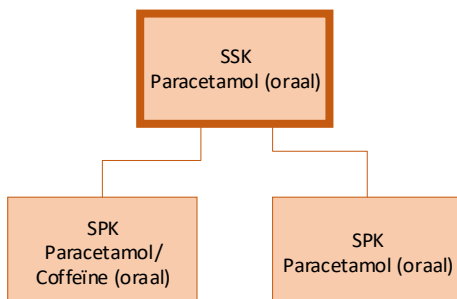 SSK
Paracetamol (oraal)
SPK
Paracetamol/
Coffeïne (oraal)
SPK
Paracetamol (oraal)